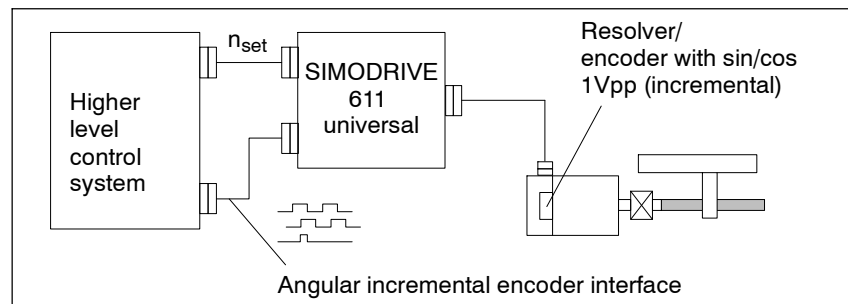 n_set
Resolver/
encoder with sin/cos
1Vpp (incremental)
SIMODRIVE
611
universal
Higher
level
control
system
Angular incremental encoder interface